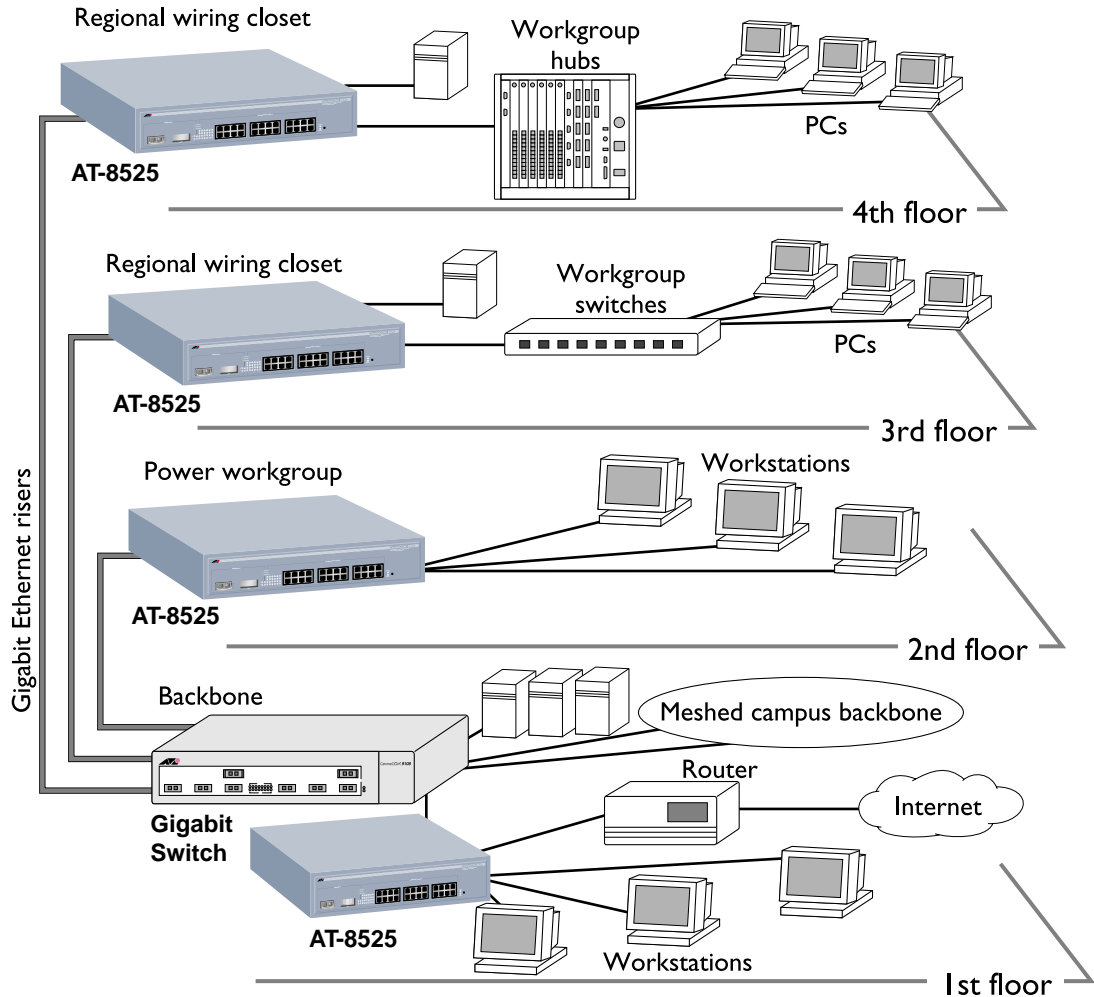 Regional wiring closet
Workgroup
hubs
PCs
AT-8525
4th floor
Regional wiring closet
Workgroup
switches
PCs
AT-8525
3rd floor
Gigabit Ethernet risers
Power workgroup
Workstations
AT-8525
2nd floor
Backbone
Meshed campus backbone
Router
Internet
Gigabit
Switch
AT-8525
Workstations
1st floor